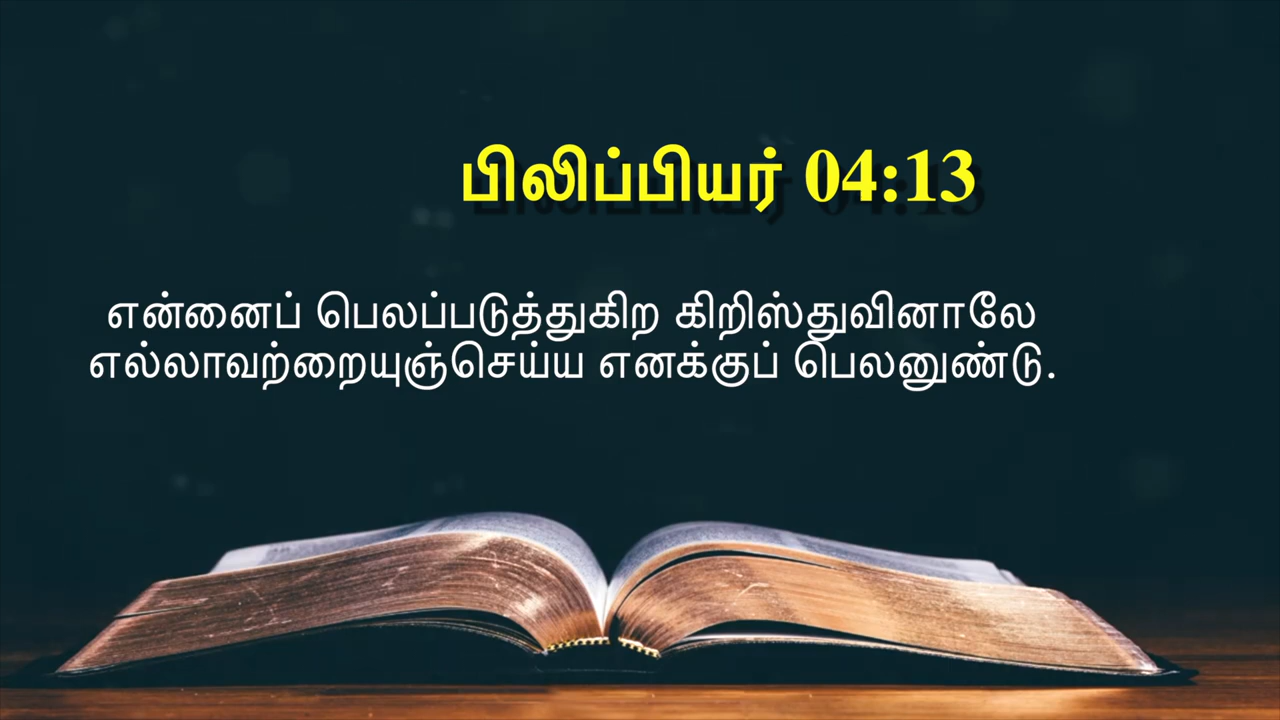 பிலிப்பியர் 04:13
என்னைப் பெலப்படுத்துகிற கிறிஸ்துவினாலே
எல்லாவற்றையுஞ்செய்ய எனக்குப் பெலனுண்டு.